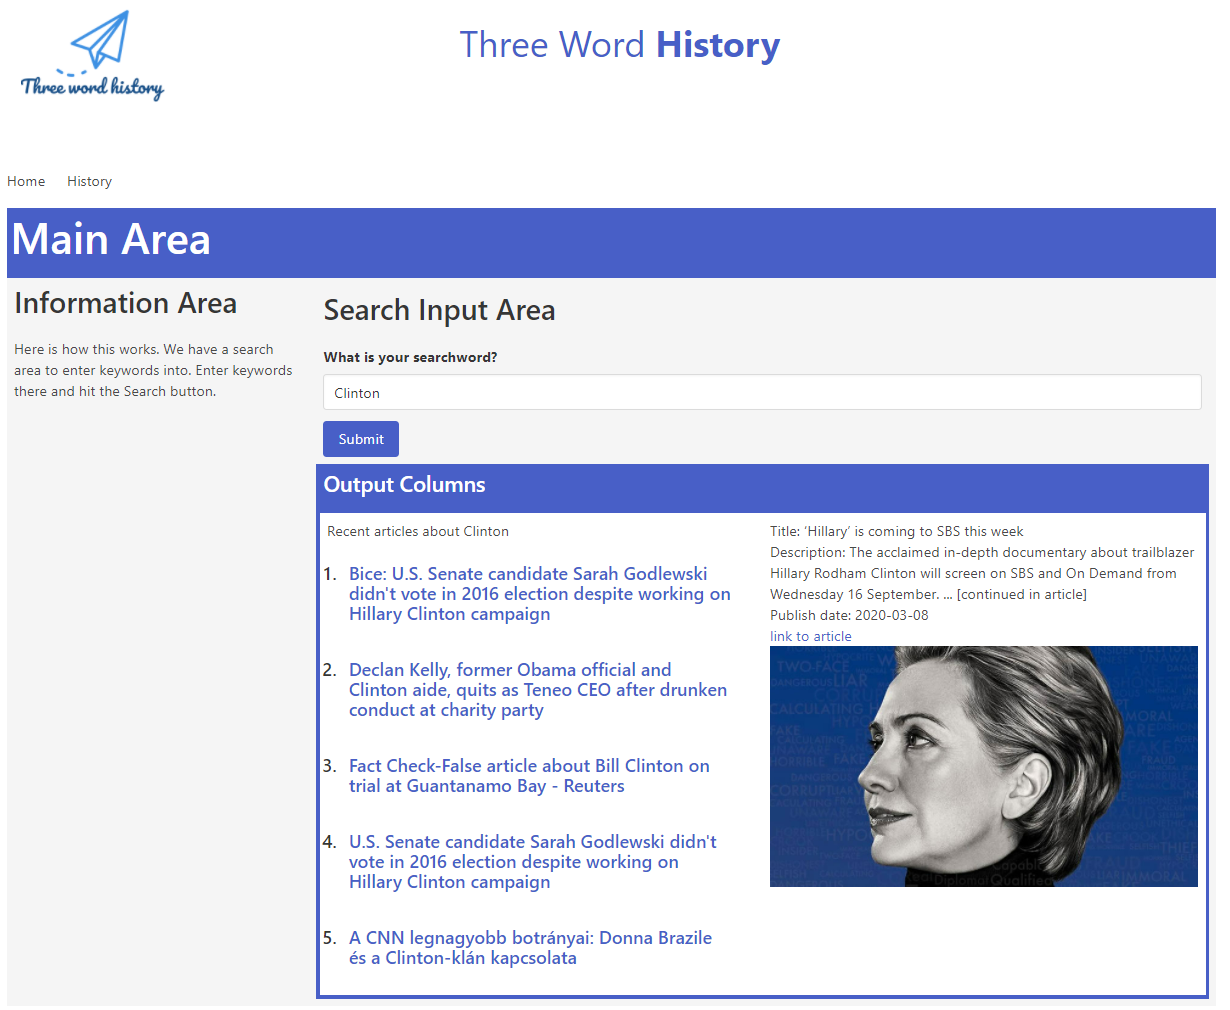 Three word history
Three Word History
Home
History
Main Area
Information Area
Here is how this works. We have a search
area to enter keywords into. Enter keywords
there and hit the Search button.
Search Input Area
What is your searchword?
Clinton
Submit
Output Columns
Recent articles about Clinton
1. Bice: U.S. Senate candidate Sarah Godlewski
didn't vote in 2016 election despite working on
Hillary Clinton campaign
2. Declan Kelly, former Obama official and
Clinton aide, quits as Teneo CEO after drunken
conduct at charity party
3. Fact Check-False article about Bill Clinton on
trial at Guantanamo Bay - Reuters
4. U.S. Senate candidate Sarah Godlewski didn't
vote in 2016 election despite working on
Hillary Clinton campaign
5. A CNN legnagyobb botrányai: Donna Brazile
és a Clinton-klán kapcsolata
Title: ‘Hillary’ is coming to SBS this week
Description: The acclaimed in-depth documentary about trailblazer
Hillary Rodham Clinton will screen on SBS and On Demand from
Wednesday 16 September. ... [continued in article]
Publish date: 2020-03-08
link to article
TWO-FACE
LIAR
CALCULATING
FAKE
HORRIBLE
CORRUPT
MORAL
FAKE
FRAUD
THIEF
Capable
Diplomat Qualified
LIAR IMMORAL